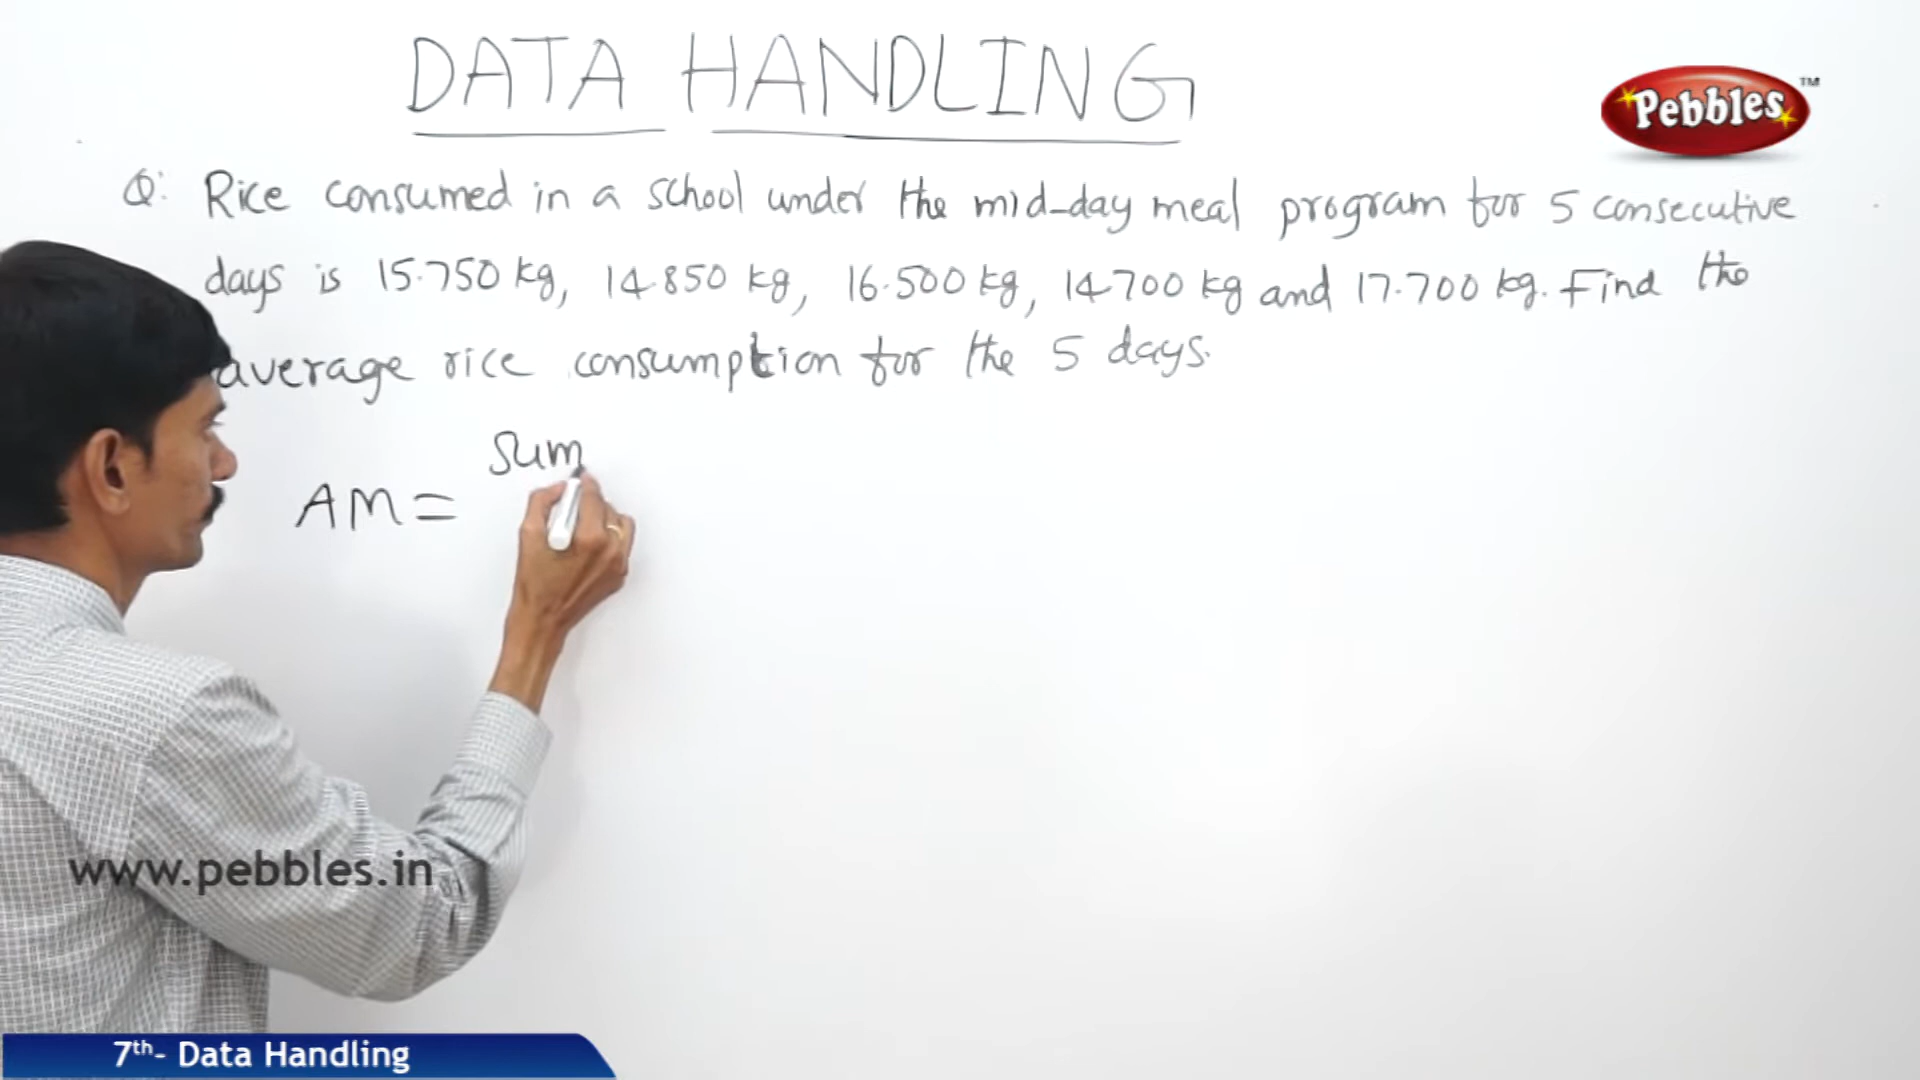 DATA HANDLING
Pebbles™
Q: Rice consumed in a school under the mid-day meal program for 5 consecutive
days is 15.750 kg, 14.850 kg, 16.500 kg, 14.700 kg and 17.700 kg. Find the
average rice consumption for the 5 days.
Sum
AM =
www.pebbles.in
7th- Data Handling